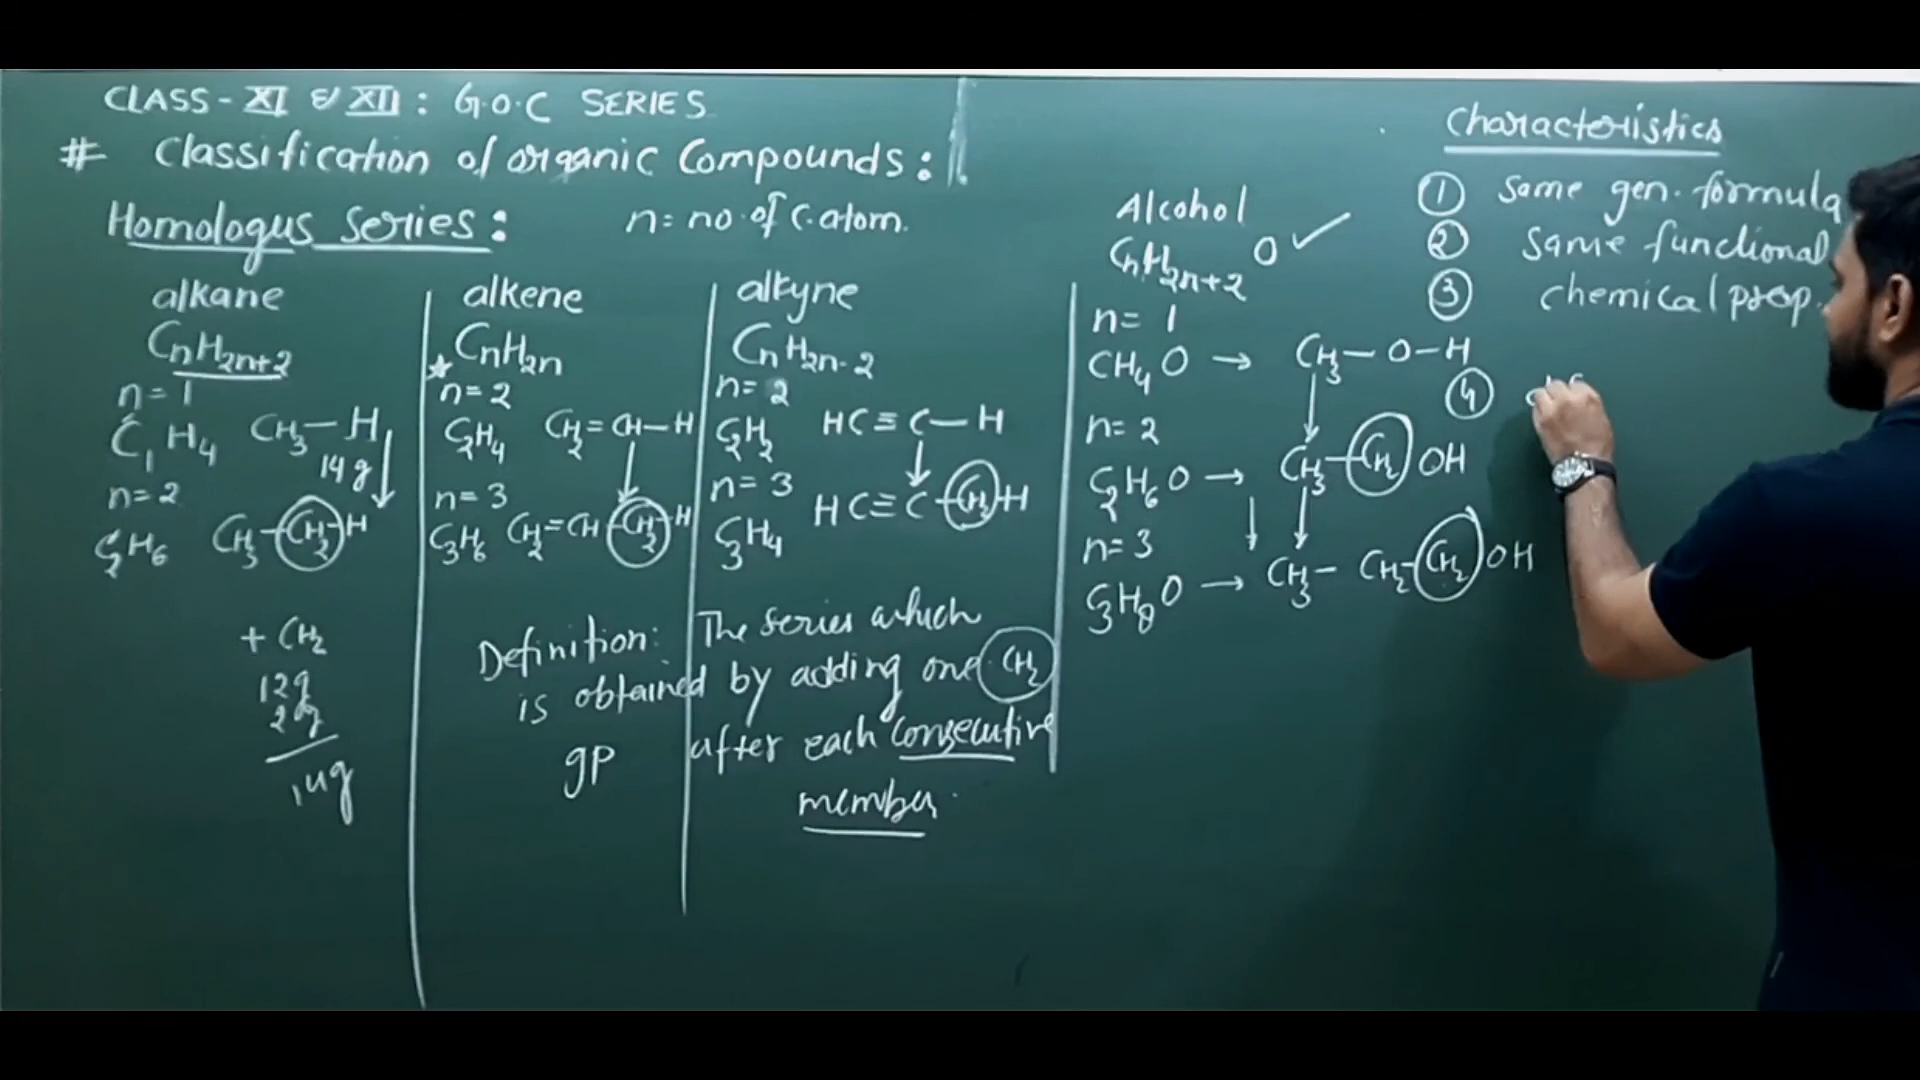 CLASS - XI & XII : G.O.C SERIES
# Classification of organic Compounds :
Homologus Series :
n = no. of C. atom.
alkane
CnH2n+2
n = 1
C1H4 CH3 — H
14 g
n = 2
C2H6 CH3 - CH2 - H
+ CH2
12g
2g
14g
alkene
CnH2n
n = 2
C2H4 CH2 = CH — H
n = 3
C3H6 CH2 = CH - CH2 - H
alkyne
CnH2n-2
n = 2
C2H2 HC ≡ C — H
n = 3
C3H4 HC ≡ C - CH2 - H
Definition : The series which
is obtained by adding one CH2
gp after each Consecutive
member.
Alcohol
CnH2n+2 O ✓
n = 1
CH4O → CH3 — O — H
n = 2
C2H6O → CH3 - CH2 OH
n = 3
C3H8O → CH3 - CH2 - CH2 OH
Characteristics
1 Same gen. formula
2 Same functional
3 chemical prop.
4